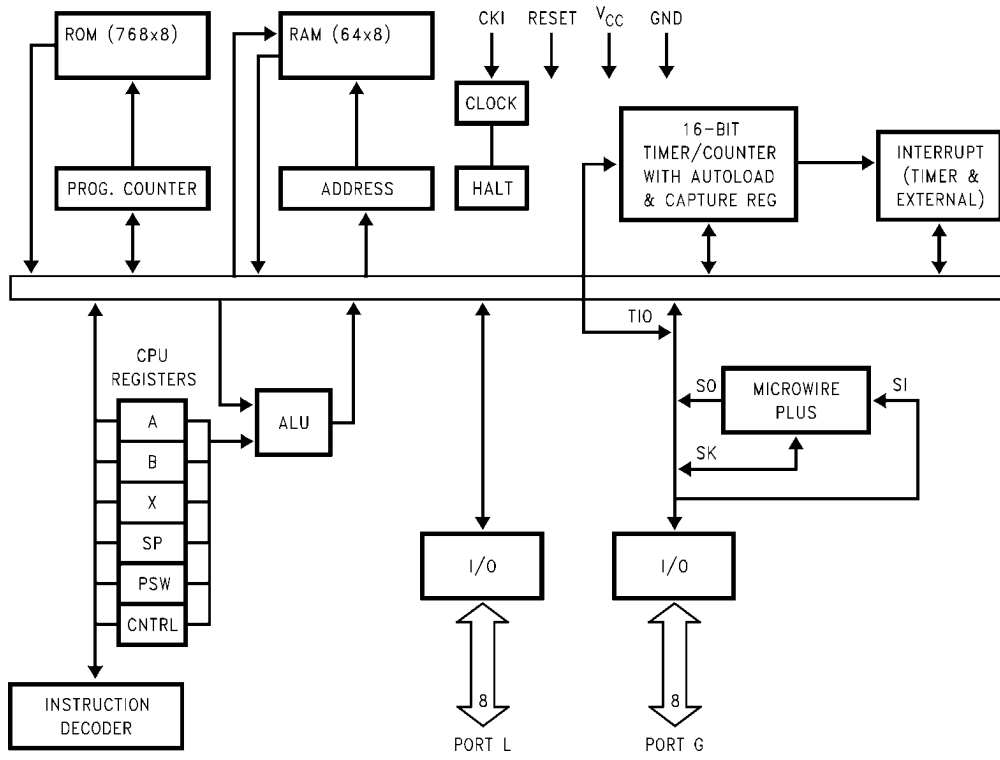 ROM (768x8)
RAM (64x8)
CKI
RESET
VCC
GND
CLOCK
HALT
PROG. COUNTER
ADDRESS
16-BIT
TIMER/COUNTER
WITH AUTOLOAD
& CAPTURE REG
INTERRUPT
(TIMER &
EXTERNAL)
TIO
CPU
REGISTERS
A
B
X
SP
PSW
CNTRL
ALU
SO
MICROWIRE
PLUS
SI
SK
I/O
I/O
INSTRUCTION
DECODER
8
8
PORT L
PORT G